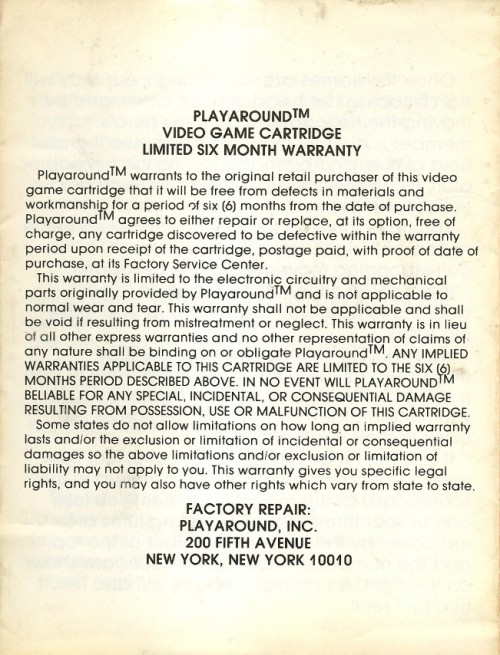 PLAYAROUND™
VIDEO GAME CARTRIDGE
LIMITED SIX MONTH WARRANTY
Playaround™ warrants to the original retail purchaser of this video
game cartridge that it will be free from defects in materials and
workmanship for a period of six (6) months from the date of purchase.
Playaround™ agrees to either repair or replace, at its option, free of
charge, any cartridge discovered to be defective within the warranty
period upon receipt of the cartridge, postage paid, with proof of date of
purchase, at its Factory Service Center.
This warranty is limited to the electronic circuitry and mechanical
parts originally provided by Playaround™ and is not applicable to
normal wear and tear. This warranty shall not be applicable and shall
be void if resulting from mistreatment or neglect. This warranty is in lieu
of all other express warranties and no other representation of claims of
any nature shall be binding on or obligate Playaround™. ANY IMPLIED
WARRANTIES APPLICABLE TO THIS CARTRIDGE ARE LIMITED TO THE SIX (6)
MONTHS PERIOD DESCRIBED ABOVE. IN NO EVENT WILL PLAYAROUND™
BELIABLE FOR ANY SPECIAL, INCIDENTAL, OR CONSEQUENTIAL DAMAGE
RESULTING FROM POSSESSION, USE OR MALFUNCTION OF THIS CARTRIDGE.
Some states do not allow limitations on how long an implied warranty
lasts and/or the exclusion or limitation of incidental or consequential
damages so the above limitations and/or exclusion or limitation of
liability may not apply to you. This warranty gives you specific legal
rights, and you may also have other rights which vary from state to state.
FACTORY REPAIR:
PLAYAROUND, INC.
200 FIFTH AVENUE
NEW YORK, NEW YORK 10010